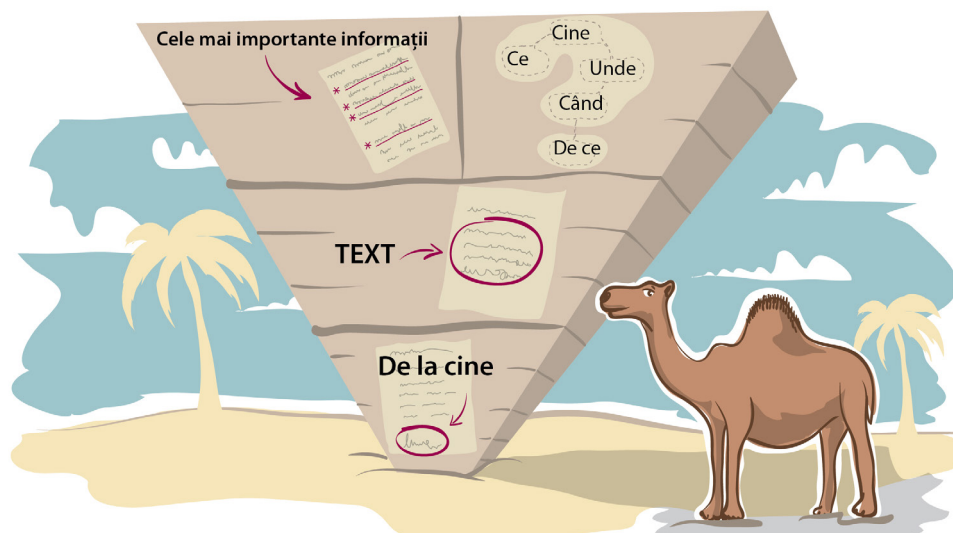 Cele mai importante informații
Cine
Ce
Unde
Când
De ce
TEXT
De la cine